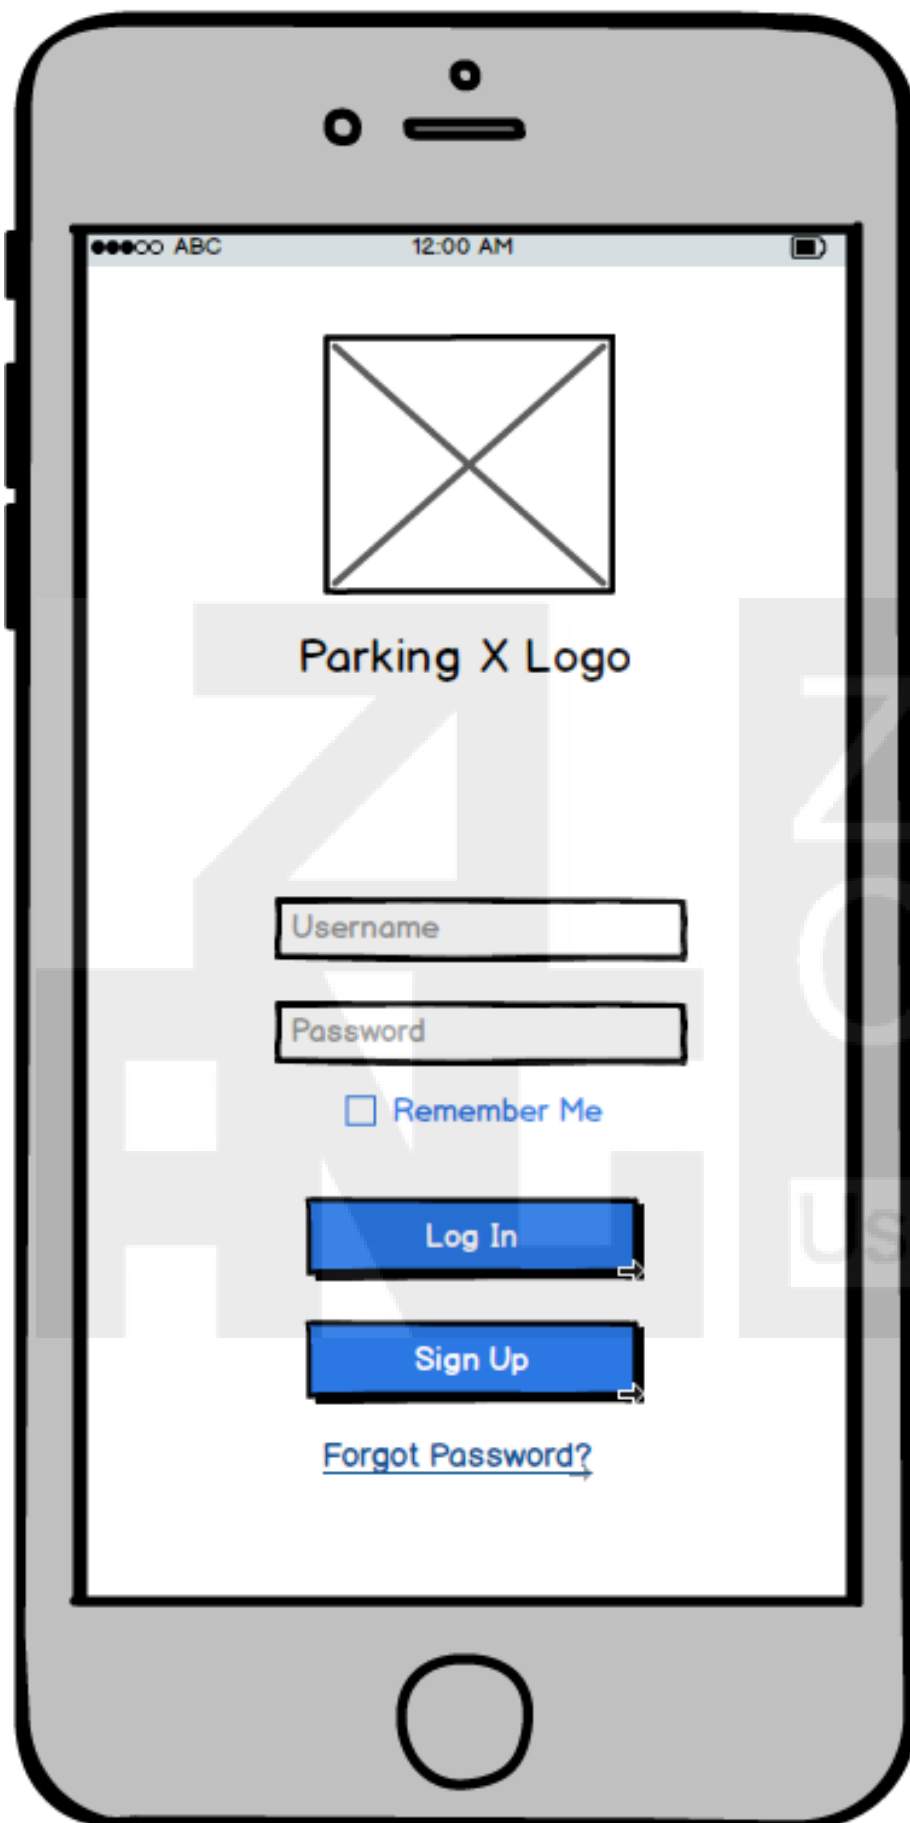 ABC 12:00 AM
Parking X Logo
Username
Password
Remember Me
Log In
Sign Up
Forgot Password?